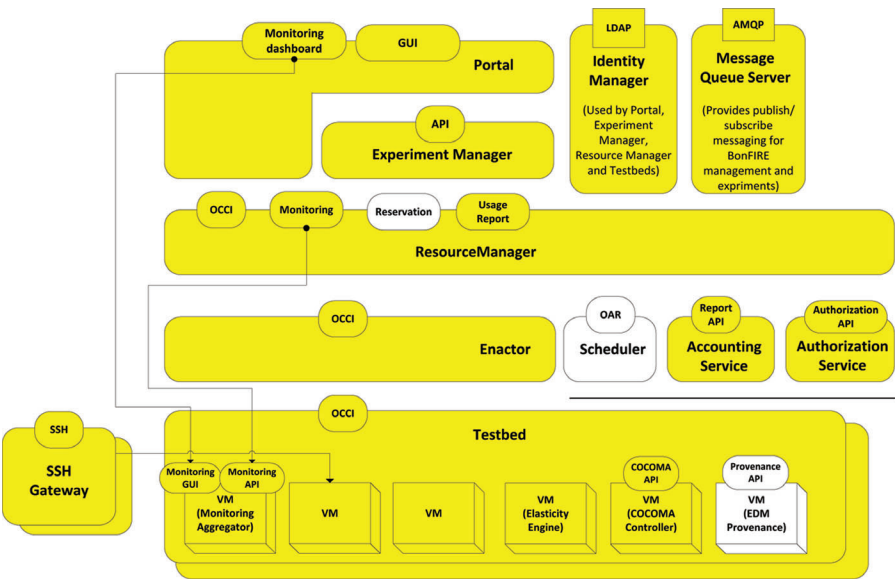 Monitoring
dashboard
GUI
Portal
LDAP
Identity
Manager
(Used by Portal,
Experiment
Manager,
Resource Manager
and Testbeds)
AMQP
Message
Queue Server
(Provides publish/
subscribe
messaging for
BonFIRE
management and
expriments)
API
Experiment Manager
OCCI
Monitoring
Reservation
Usage
Report
ResourceManager
OCCI
Enactor
OAR
Scheduler
Report
API
Accounting
Service
Authorization
API
Authorization
Service
OCCI
Testbed
SSH
SSH
Gateway
Monitoring
GUI
Monitoring
API
VM
(Monitoring
Aggregator)
VM
VM
VM
(Elasticity
Engine)
COCOMA
API
VM
(COCOMA
Controller)
Provenance
API
VM
(EDM
Provenance)